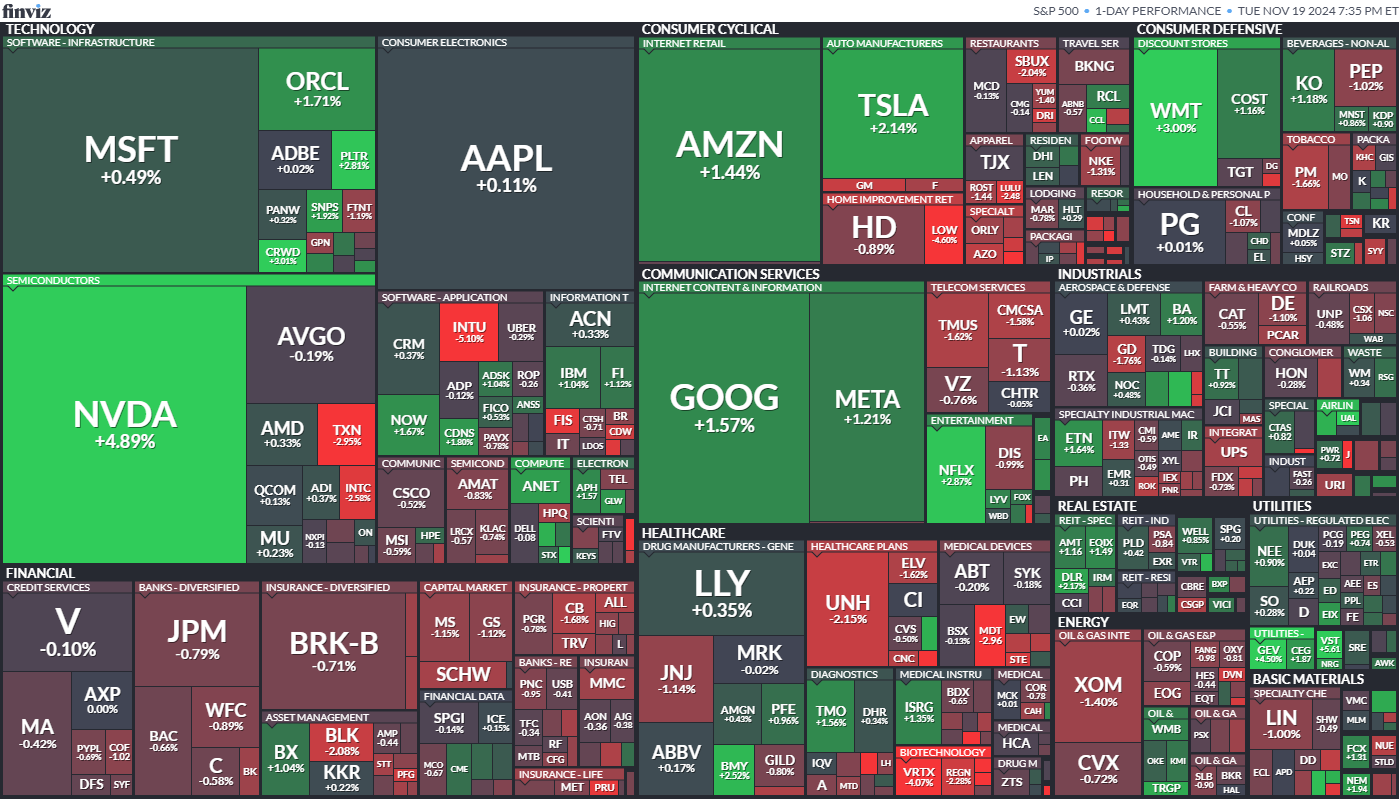 finviz
S&P 500 • 1-DAY PERFORMANCE • TUE NOV 19 2024 7:35 PM ET
TECHNOLOGY
SOFTWARE - INFRASTRUCTURE
MSFT
+0.49%
ORCL
+1.71%
ADBE
+0.02%
PLTR
+2.81%
PANW
+0.32%
SNPS
+1.92%
FTNT
-1.19%
CRWD
+3.01%
GPN
CONSUMER ELECTRONICS
AAPL
+0.11%
SEMICONDUCTORS
NVDA
+4.89%
AVGO
-0.19%
AMD
+0.33%
TXN
-2.95%
QCOM
+0.13%
ADI
+0.37%
INTC
-2.58%
MU
+0.23%
NXPI
-0.13
ON
SOFTWARE - APPLICATION
CRM
+0.37%
INTU
-5.10%
UBER
-0.29%
ADP
-0.12%
ADSK
+1.04%
ROP
-0.26
FICO
+0.53%
ANSS
NOW
+1.67%
CDNS
+1.80%
PAYX
-0.78%
INFORMATION T
ACN
+0.33%
IBM
+1.04%
FI
+1.12%
FIS
CTSH
-0.71
BR
CDW
IT
LDOS
COMMUNIC
CSCO
-0.52%
MSI
-0.59%
HPE
SEMICOND
AMAT
-0.83%
LRCX
-0.57
KLAC
-0.74%
COMPUTE
ANET
DELL
-0.08
HPQ
STX
ELECTRON
APH
+1.57
TEL
GLW
SCIENTI
FTV
KEYS
CONSUMER CYCLICAL
INTERNET RETAIL
AMZN
+1.44%
AUTO MANUFACTURERS
TSLA
+2.14%
GM
F
HOME IMPROVEMENT RET
HD
-0.89%
LOW
-4.60%
RESTAURANTS
MCD
-0.13%
SBUX
-2.04%
CMG
-0.14
YUM
-1.40
DRI
TRAVEL SER
BKNG
ABNB
-0.57
RCL
CCL
APPAREL
TJX
ROST
-1.44
LULU
-2.48
RESIDEN
DHI
LEN
FOOTW
NKE
-1.31%
LODGING
MAR
-0.78%
HLT
+0.29
RESOR
SPECIALT
ORLY
AZO
PACKAGI
IP
CONSUMER DEFENSIVE
DISCOUNT STORES
WMT
+3.00%
COST
+1.16%
TGT
DG
BEVERAGES - NON-AL
KO
+1.18%
PEP
-1.02%
MNST
+0.86%
KDP
+0.90
HOUSEHOLD & PERSONAL P
PG
+0.01%
CL
-1.07%
CHD
EL
TOBACCO
PM
-1.66%
MO
PACKA
KHC
GIS
K
CONF
MDLZ
+0.05%
HSY
TSN
KR
STZ
SYY
COMMUNICATION SERVICES
INTERNET CONTENT & INFORMATION
GOOG
+1.57%
META
+1.21%
TELECOM SERVICES
TMUS
-1.62%
CMCSA
-1.58%
T
-1.13%
VZ
-0.76%
CHTR
-0.05%
ENTERTAINMENT
NFLX
+2.87%
DIS
-0.99%
EA
LYV
FOX
WBD
INDUSTRIALS
AEROSPACE & DEFENSE
GE
+0.02%
LMT
+0.43%
BA
+1.20%
RTX
-0.36%
GD
-1.76%
TDG
-0.14%
LHX
NOC
+0.48%
FARM & HEAVY CO
CAT
-0.55%
DE
-1.10%
PCAR
RAILROADS
UNP
-0.48%
CSX
-1.06
NSC
WAB
BUILDING
TT
+0.92%
JCI
MAS
CONGLOMER
HON
-0.28%
WASTE
WM
+0.34
RSG
SPECIALTY INDUSTRIAL MAC
ETN
+1.64%
ITW
-1.33
CMI
-0.59
AME
IR
PH
EMR
+0.31
OTIS
-0.49
XYL
ROK
IEX
PNR
INTEGRAT
UPS
FDX
-0.73%
SPECIAL
CTAS
+0.82
AIRLIN
UAL
INDUST
FAST
-0.26
PWR
+0.72
J
URI
HEALTHCARE
DRUG MANUFACTURERS - GENE
LLY
+0.35%
JNJ
-1.14%
MRK
-0.02%
ABBV
+0.17%
AMGN
+0.43%
PFE
+0.96%
BMY
+2.52%
GILD
-0.80%
HEALTHCARE PLANS
UNH
-2.15%
ELV
-1.62%
CI
CVS
-0.50%
CNC
MEDICAL DEVICES
ABT
-0.20%
SYK
-0.18%
BSX
-0.13%
MDT
-2.96
EW
STE
DIAGNOSTICS
TMO
+1.56%
DHR
+0.34%
IQV
LH
A
MTD
MEDICAL INSTRU
ISRG
+1.35%
BDX
-0.65
BIOTECHNOLOGY
VRTX
-4.07%
REGN
-2.28%
MEDICAL
MCK
+0.01
COR
-0.78
CAH
MEDICAL
HCA
DRUG M
ZTS
REAL ESTATE
REIT - SPEC
AMT
+1.16
EQIX
+1.49%
DLR
+2.17%
IRM
CCI
REIT - IND
PLD
+0.42
PSA
-0.84
EXR
WELL
+0.85%
VTR
SPG
+0.20
REIT - RESI
EQR
CBRE
BXP
CSGP
VICI
UTILITIES
UTILITIES - REGULATED ELEC
NEE
+0.90%
DUK
+0.04
PCG
-0.19
PEG
+0.74
XEL
-0.53
EXC
ETR
SO
+0.28%
AEP
+0.22
ED
AEE
ES
D
PPL
EIX
FE
UTILITIES -
GEV
+4.50%
CEG
+1.87
VST
+5.61
NRG
SRE
AWK
ENERGY
OIL & GAS INTE
XOM
-1.40%
CVX
-0.72%
OIL & GAS E&P
COP
-0.59%
FANG
-0.98
OXY
-0.81
EOG
HES
-0.44
DVN
EQT
OIL &
WMB
OKE
KMI
TRGP
OIL & GA
PSX
OIL & GA
SLB
-0.90
BKR
HAL
BASIC MATERIALS
SPECIALTY CHE
LIN
-1.00%
SHW
-0.49
ECL
APD
DD
VMC
MLM
FCX
+1.31
NUE
STLD
NEM
+1.94
FINANCIAL
CREDIT SERVICES
V
-0.10%
MA
-0.42%
AXP
0.00%
PYPL
-0.69%
COF
-1.02
DFS
SYF
BANKS - DIVERSIFIED
JPM
-0.79%
BAC
-0.66%
WFC
-0.89%
C
-0.58%
BK
INSURANCE - DIVERSIFIED
BRK-B
-0.71%
ASSET MANAGEMENT
BX
+1.04%
BLK
-2.08%
KKR
+0.22%
AMP
-0.44
STT
PFG
CAPITAL MARKET
MS
-1.15%
GS
-1.12%
SCHW
FINANCIAL DATA
SPGI
-0.14%
ICE
+0.15%
MCO
-0.67
CME
INSURANCE - PROPERT
PGR
-0.78%
CB
-1.68%
ALL
HIG
TRV
L
BANKS - RE
PNC
-0.95
USB
-0.41
TFC
-0.34
RF
MTB
CFG
INSURAN
MMC
AON
-0.36
AJG
-0.38
INSURANCE - LIFE
MET
PRU